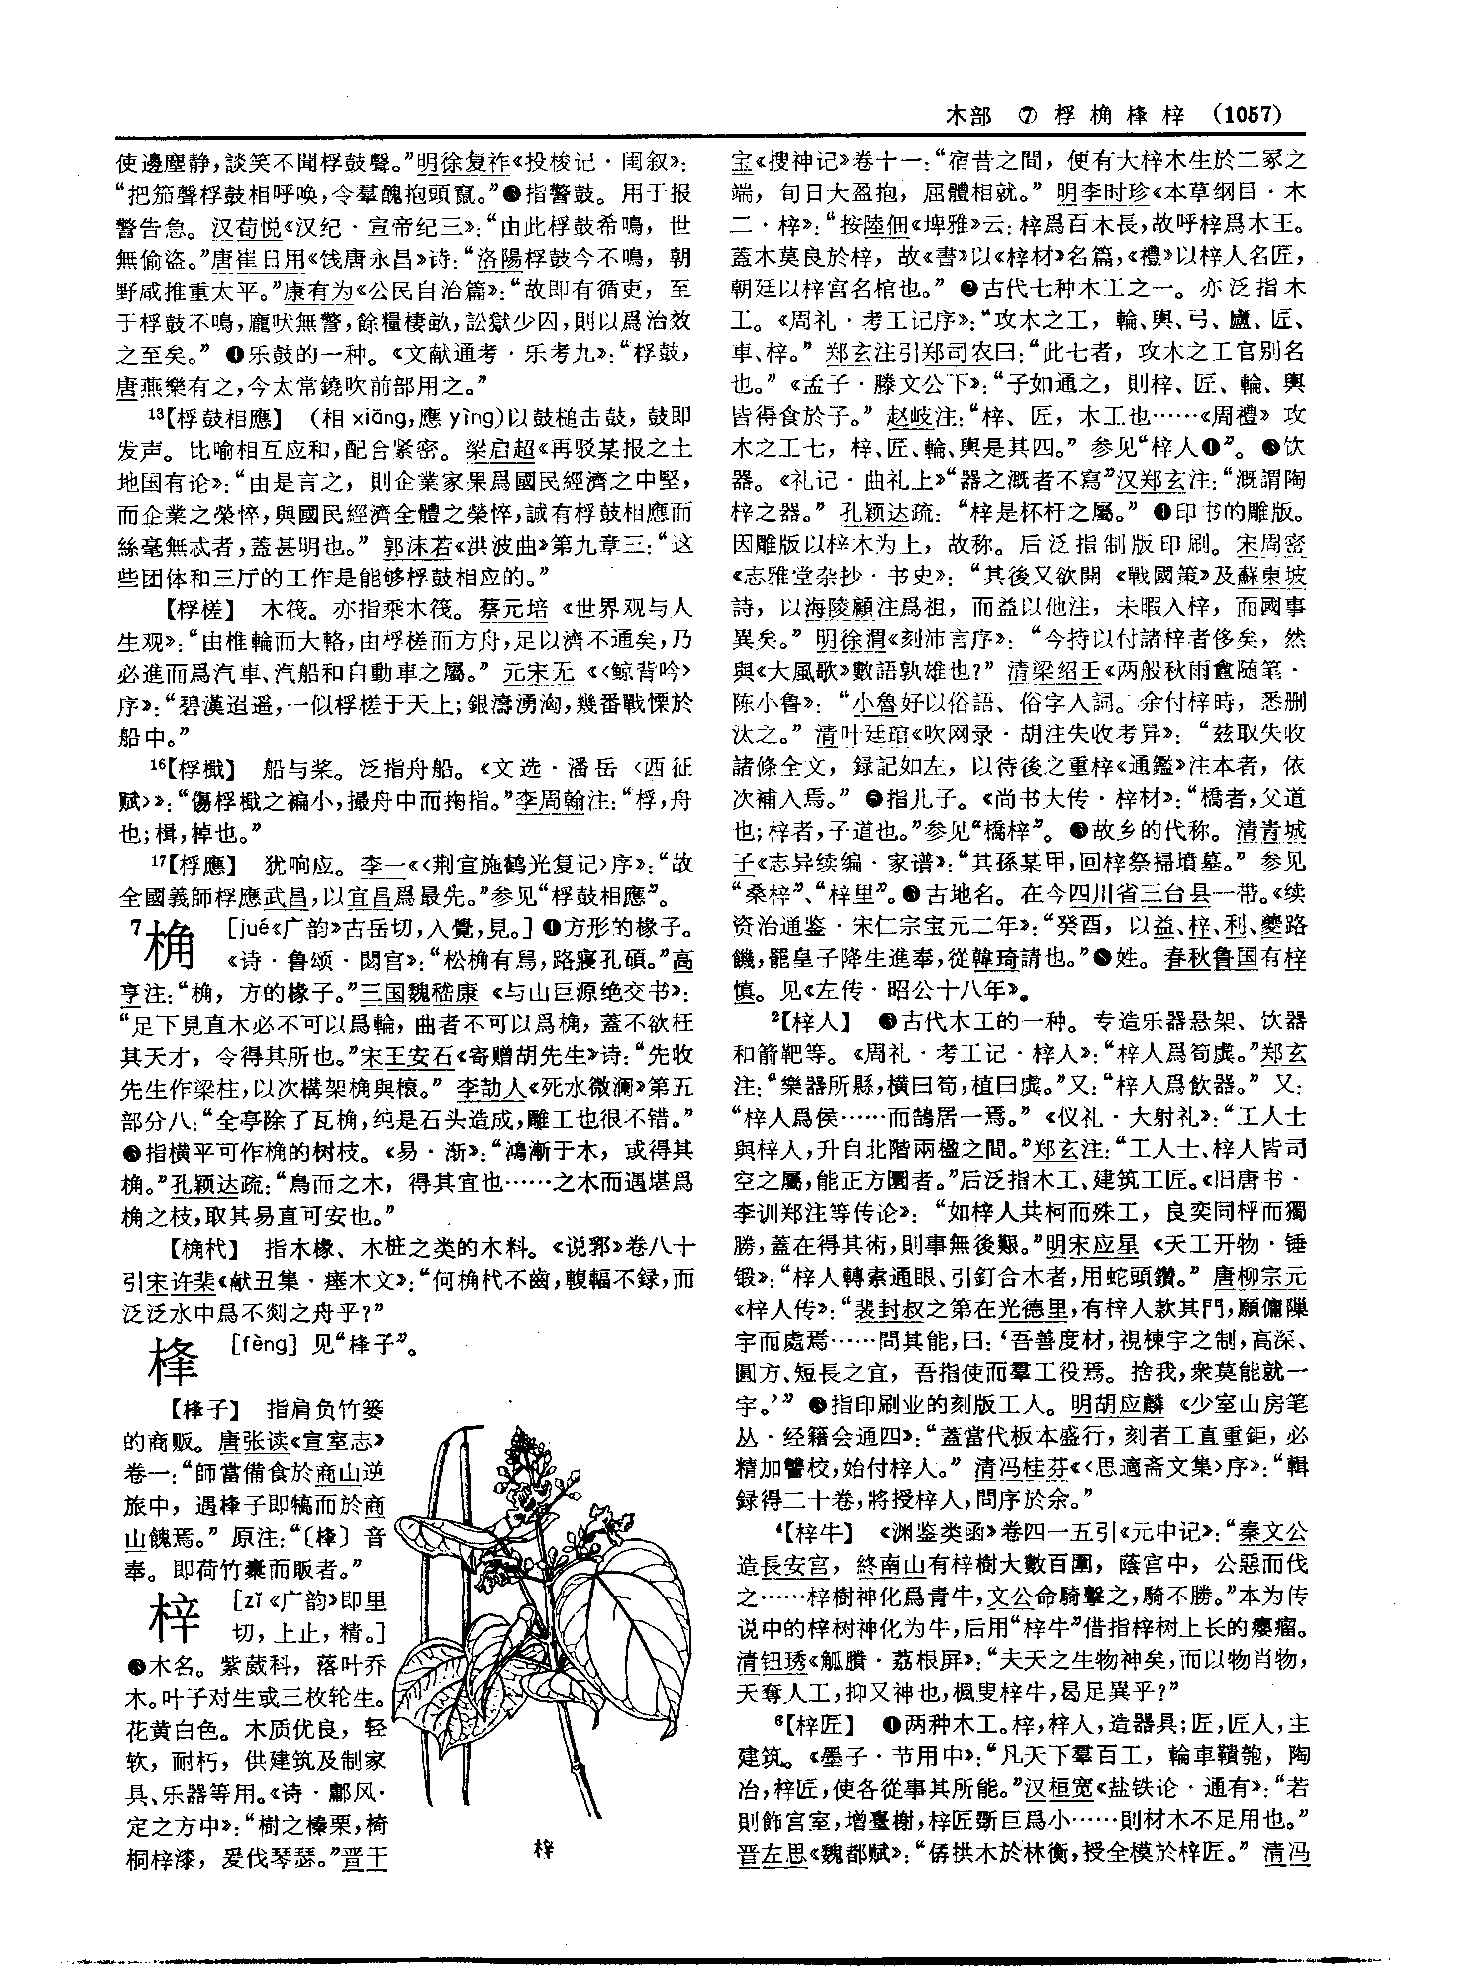 木部 ⑦ 桴桷桻梓 (1057)
使邊塵静，談笑不聞桴鼓聲。”明徐复祚《投梭记·闺叙》：
“把笳聲桴鼓相呼唤，令羣醜抱頭竄。”❸指警鼓。用于报
警告急。汉荀悦《汉纪·宣帝纪三》：“由此桴鼓希鳴，世
無偷盗。”唐崔日用《饯唐永昌》诗：“洛陽桴鼓今不鳴，朝
野咸推重太平。”康有为《公民自治篇》：“故即有循吏，至
于桴鼓不鳴，龐吠無警，餘糧棲畝，訟獄少囚，則以爲治效
之至矣。”❹乐鼓的一种。《文献通考·乐考九》：“桴鼓，
唐燕樂有之，今太常鐃吹前部用之。”
¹³【桴鼓相應】 （相 xiāng，應 yìng）以鼓槌击鼓，鼓即
发声。比喻相互应和，配合紧密。梁启超《再驳某报之土
地国有论》：“由是言之，則企業家果爲國民經濟之中堅，
而企業之榮悴，與國民經濟全體之榮悴，誠有桴鼓相應而
絲毫無忒者，蓋甚明也。”郭沫若《洪波曲》第九章三：“这
些团体和三厅的工作是能够桴鼓相应的。”
【桴槎】 木筏。亦指乘木筏。蔡元培《世界观与人
生观》：“由椎輪而大輅，由桴槎而方舟，足以濟不通矣，乃
必進而爲汽車、汽船和自動車之屬。”元宋无《〈鲸背吟〉
序》：“碧漢迢遥，一似桴槎于天上；銀濤湧洶，幾番戰慄於
船中。”
¹⁶【桴檝】 船与桨。泛指舟船。《文选·潘岳〈西征
赋〉》：“傷桴檝之褊小，撮舟中而掬指。”李周翰注：“桴，舟
也；楫，棹也。”
¹⁷【桴應】 犹响应。李一《〈荆宜施鹤光复记〉序》：“故
全國義師桴應武昌，以宜昌爲最先。”参见“桴鼓相應”。
⁷桷 [jué《广韵》古岳切，入覺，見。]❶方形的椽子。
《诗·鲁颂·閟宫》：“松桷有舄，路寢孔碩。”高
亨注：“桷，方的椽子。”三国魏嵇康《与山巨源绝交书》：
“足下見直木必不可以爲輪，曲者不可以爲桷，蓋不欲枉
其天才，令得其所也。”宋王安石《寄赠胡先生》诗：“先收
先生作梁柱，以次構架桷與榱。”李劼人《死水微澜》第五
部分八：“全亭除了瓦桷，纯是石头造成，雕工也很不错。”
❷指横平可作桷的树枝。《易·渐》：“鴻漸于木，或得其
桷。”孔颖达疏：“鳥而之木，得其宜也……之木而遇堪爲
桷之枝，取其易直可安也。”
【桷杙】 指木椽、木桩之类的木料。《说郛》卷八十
引宋许棐《献丑集·瘗木文》：“何桷杙不齒，輹輻不録，而
泛泛水中爲不剡之舟乎？”
桻 [fèng] 见“桻子”。
【桻子】 指肩负竹篓
的商贩。唐张读《宣室志》
卷一：“師嘗備食於商山逆
旅中，遇桻子即犒而於商
山餽焉。”原注：“〔桻〕音
奉。即荷竹橐而販者。”
梓 [zǐ《广韵》即里
切，上止，精。]
❶木名。紫葳科，落叶乔
木。叶子对生或三枚轮生。
花黄白色。木质优良，轻
软，耐朽，供建筑及制家
具、乐器等用。《诗·鄘风·
定之方中》：“樹之榛栗，椅
桐梓漆，爰伐琴瑟。”晋干
梓
宝《搜神记》卷十一：“宿昔之間，便有大梓木生於二冢之
端，旬日大盈抱，屈體相就。”明李时珍《本草纲目·木
二·梓》：“按陸佃《埤雅》云：梓爲百木長，故呼梓爲木王。
蓋木莫良於梓，故《書》以《梓材》名篇，《禮》以梓人名匠，
朝廷以梓宫名棺也。”❷古代七种木工之一。亦泛指木
工。《周礼·考工记序》：“攻木之工，輪、輿、弓、廬、匠、
車、梓。”郑玄注引郑司农曰：“此七者，攻木之工官别名
也。”《孟子·滕文公下》：“子如通之，則梓、匠、輪、輿
皆得食於子。”赵岐注：“梓、匠，木工也……《周禮》攻
木之工七，梓、匠、輪、輿是其四。”参见“梓人❶”。❸饮
器。《礼记·曲礼上》“器之溉者不寫”汉郑玄注：“溉謂陶
梓之器。”孔颖达疏：“梓是杯杅之屬。”❹印书的雕版。
因雕版以梓木为上，故称。后泛指制版印刷。宋周密
《志雅堂杂抄·书史》：“其後又欲開《戰國策》及蘇東坡
詩，以海陵顧注爲祖，而益以他注，未暇入梓，而國事
異矣。”明徐渭《刻沛言序》：“今持以付諸梓者侈矣，然
與《大風歌》數語孰雄也？”清梁绍壬《两般秋雨盦随笔·
陈小鲁》：“小魯好以俗語、俗字入詞。余付梓時，悉删
汰之。”清叶廷琯《吹网录·胡注失收考异》：“兹取失收
諸條全文，録記如左，以待後之重梓《通鑑》注本者，依
次補入焉。”❺指儿子。《尚书大传·梓材》：“橋者，父道
也；梓者，子道也。”参见“橋梓”。❻故乡的代称。清青城
子《志异续编·家谱》：“其孫某甲，回梓祭掃墳墓。”参见
“桑梓”、“梓里”。❼古地名。在今四川省三台县一带。《续
资治通鉴·宋仁宗宝元二年》：“癸酉，以益、梓、利、夔路
饑，罷皇子降生進奉，從韓琦請也。”❽姓。春秋鲁国有梓
慎。见《左传·昭公十八年》。
²【梓人】 ❶古代木工的一种。专造乐器悬架、饮器
和箭靶等。《周礼·考工记·梓人》：“梓人爲筍虡。”郑玄
注：“樂器所縣，横曰筍，植曰虡。”又：“梓人爲飲器。”又：
“梓人爲侯……而鵠居一焉。”《仪礼·大射礼》：“工人士
與梓人，升自北階兩楹之間。”郑玄注：“工人士、梓人皆司
空之屬，能正方圜者。”后泛指木工、建筑工匠。《旧唐书·
李训郑注等传论》：“如梓人共柯而殊工，良奕同枰而獨
勝，蓋在得其術，則事無後艱。”明宋应星《天工开物·锤
锻》：“梓人轉索通眼、引釘合木者，用蛇頭鑽。”唐柳宗元
《梓人传》：“裴封叔之第在光德里，有梓人款其門，願傭隟
宇而處焉……問其能，曰：‘吾善度材，視棟宇之制，高深、
圓方、短長之宜，吾指使而羣工役焉。捨我，衆莫能就一
宇。’”❷指印刷业的刻版工人。明胡应麟《少室山房笔
丛·经籍会通四》：“蓋當代板本盛行，刻者工直重鉅，必
精加讐校，始付梓人。”清冯桂芬《〈思適斋文集〉序》：“輯
録得二十卷，將授梓人，問序於余。”
⁴【梓牛】 《渊鉴类函》卷四一五引《元中记》：“秦文公
造長安宫，終南山有梓樹大數百圍，蔭宫中，公惡而伐
之……梓樹神化爲青牛，文公命騎擊之，騎不勝。”本为传
说中的梓树神化为牛，后用“梓牛”借指梓树上长的瘿瘤。
清钮琇《觚賸·荔根屏》：“夫天之生物神矣，而以物肖物，
天奪人工，抑又神也，楓叟梓牛，曷足異乎？”
⁶【梓匠】 ❶两种木工。梓，梓人，造器具；匠，匠人，主
建筑。《墨子·节用中》：“凡天下羣百工，輪車鞼匏，陶
冶，梓匠，使各從事其所能。”汉桓宽《盐铁论·通有》：“若
則飾宫室，增臺榭，梓匠斲巨爲小……則材木不足用也。”
晋左思《魏都赋》：“僝拱木於林衡，授全模於梓匠。”清冯